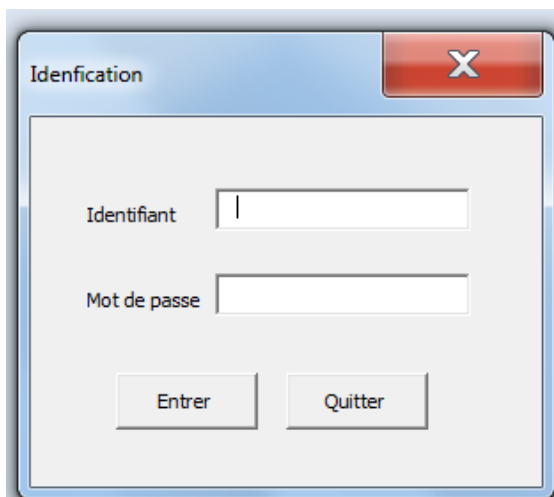 Idenfication
Identifiant
Mot de passe
Entrer
Quitter